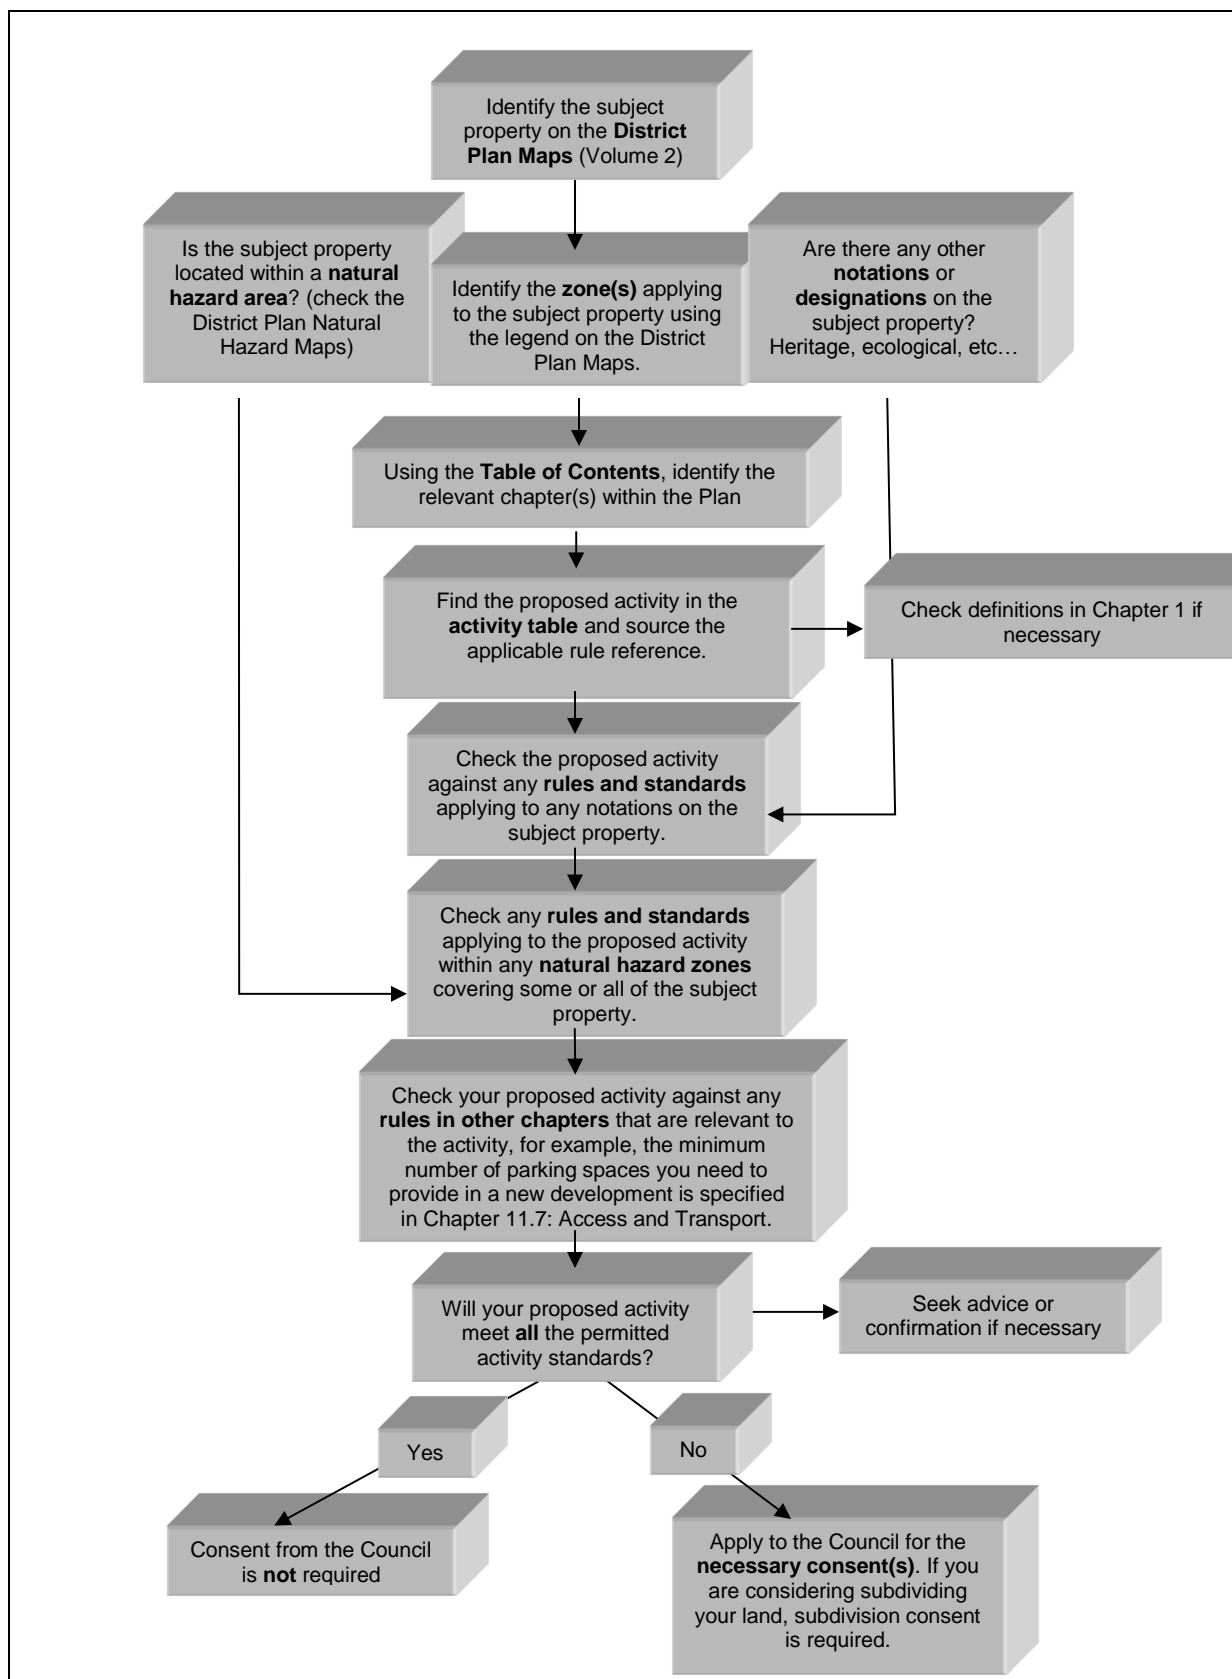 Identify the subject
property on the District
Plan Maps (Volume 2)
Is the subject property
located within a natural
hazard area? (check the
District Plan Natural
Hazard Maps)
Identify the zone(s) applying
to the subject property using
the legend on the District
Plan Maps.
Are there any other
notations or
designations on the
subject property?
Heritage, ecological, etc…
Using the Table of Contents, identify the
relevant chapter(s) within the Plan
Find the proposed activity in the
activity table and source the
applicable rule reference.
Check definitions in Chapter 1 if
necessary
Check the proposed activity
against any rules and standards
applying to any notations on the
subject property.
Check any rules and standards
applying to the proposed activity
within any natural hazard zones
covering some or all of the subject
property.
Check your proposed activity against any
rules in other chapters that are relevant to
the activity, for example, the minimum
number of parking spaces you need to
provide in a new development is specified
in Chapter 11.7: Access and Transport.
Will your proposed activity
meet all the permitted
activity standards?
Seek advice or
confirmation if necessary
Yes
No
Consent from the Council
is not required
Apply to the Council for the
necessary consent(s). If you
are considering subdividing
your land, subdivision consent
is required.